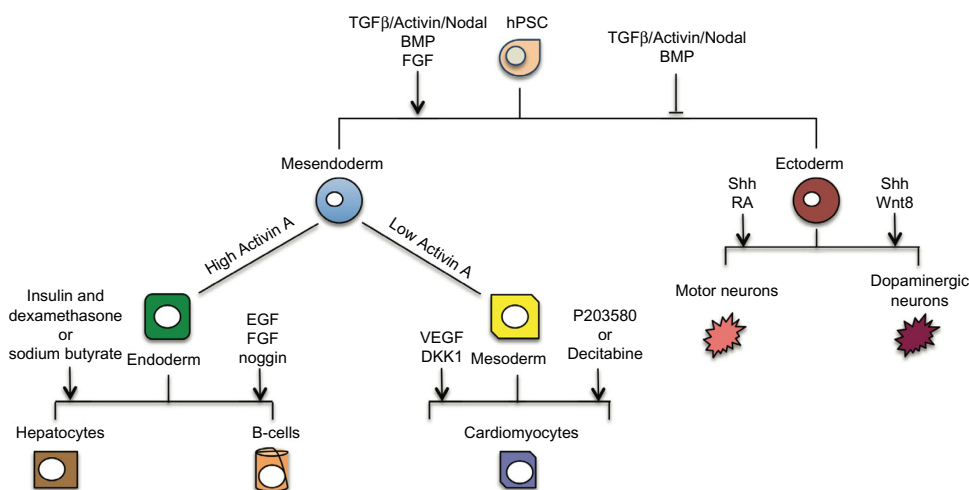 TGFβ/Activin/Nodal
BMP
FGF
hPSC
TGFβ/Activin/Nodal
BMP
Mesendoderm
Ectoderm
Shh
RA
Shh
Wnt8
High Activin A
Low Activin A
Motor neurons
Dopaminergic
neurons
Insulin and
dexamethasone
or
sodium butyrate
Endoderm
EGF
FGF
noggin
VEGF
DKK1
Mesoderm
P203580
or
Decitabine
Hepatocytes
B-cells
Cardiomyocytes